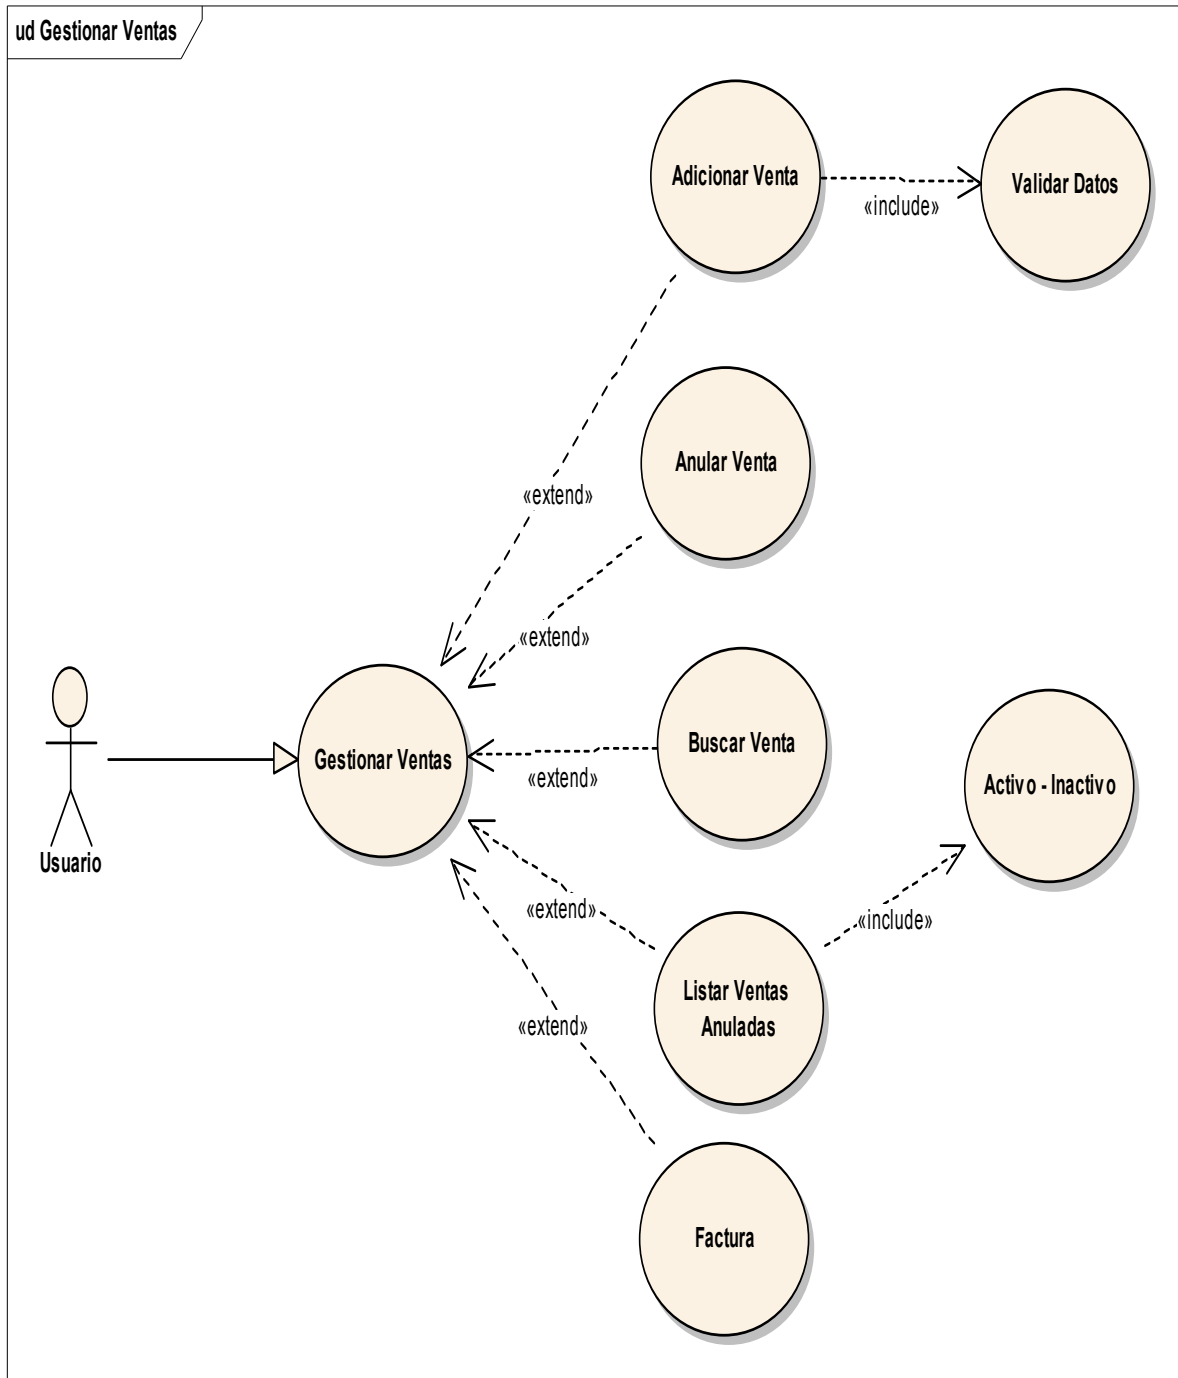 ud Gestionar Ventas
Adicionar Venta
«include»
Validar Datos
Anular Venta
«extend»
«extend»
Usuario
Gestionar Ventas
Buscar Venta
«extend»
Activo - Inactivo
«extend»
«include»
Listar Ventas
Anuladas
«extend»
Factura